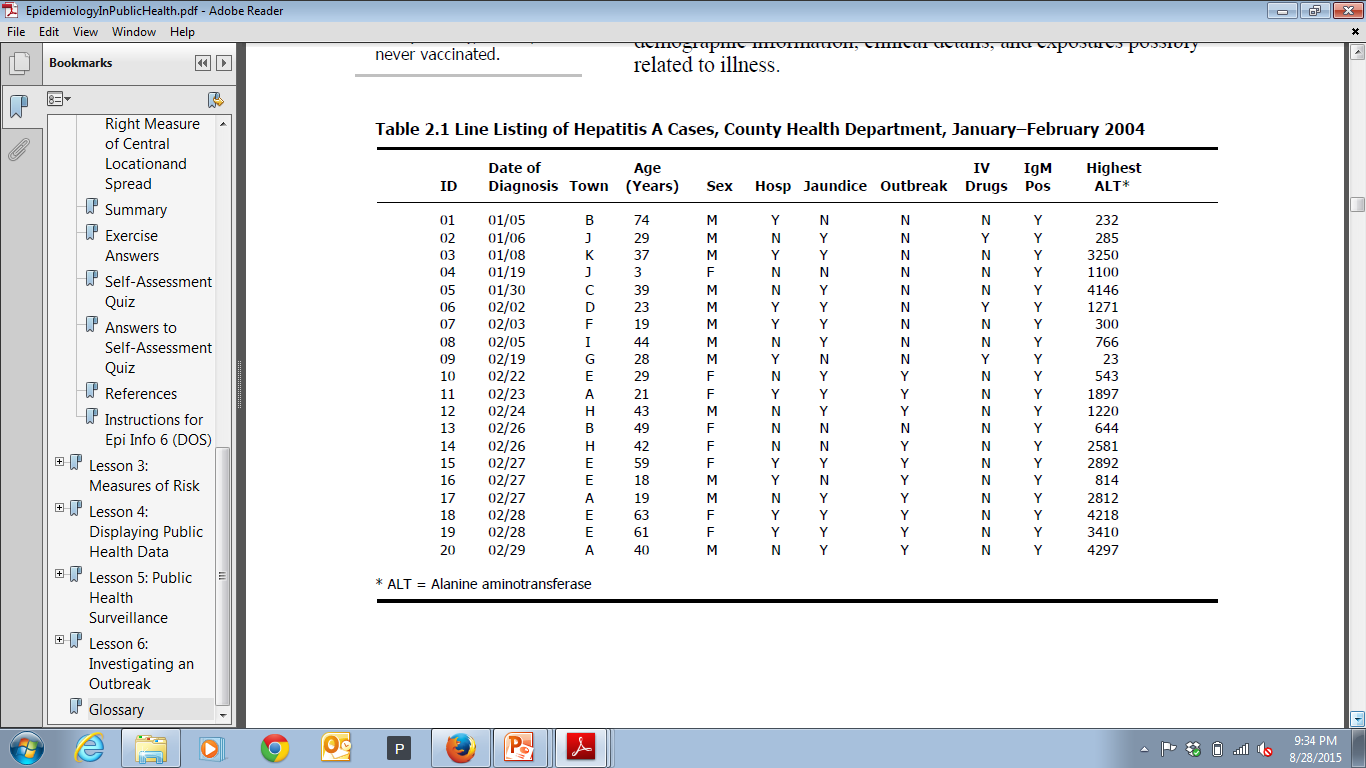 EpidemiologyInPublicHealth.pdf - Adobe Reader
File Edit View Window Help
Bookmarks
Right Measure
of Central
Locationand
Spread
Summary
Exercise
Answers
Self-Assessment
Quiz
Answers to
Self-Assessment
Quiz
References
Instructions for
Epi Info 6 (DOS)
Lesson 3:
Measures of Risk
Lesson 4:
Displaying Public
Health Data
Lesson 5: Public
Health
Surveillance
Lesson 6:
Investigating an
Outbreak
Glossary
never vaccinated.
demographic information, clinical details, and exposures possibly
related to illness.
Table 2.1 Line Listing of Hepatitis A Cases, County Health Department, January–February 2004
Date of Age IV IgM Highest
ID Diagnosis Town (Years) Sex Hosp Jaundice Outbreak Drugs Pos ALT*
01 01/05 B 74 M Y N N N Y 232
02 01/06 J 29 M N Y N Y Y 285
03 01/08 K 37 M Y Y N N Y 3250
04 01/19 J 3 F N N N N Y 1100
05 01/30 C 39 M N Y N N Y 4146
06 02/02 D 23 M Y Y N Y Y 1271
07 02/03 F 19 M Y Y N N Y 300
08 02/05 I 44 M N Y N N Y 766
09 02/19 G 28 M Y N N Y Y 23
10 02/22 E 29 F N Y Y N Y 543
11 02/23 A 21 F Y Y Y N Y 1897
12 02/24 H 43 M N Y Y N Y 1220
13 02/26 B 49 F N N N N Y 644
14 02/26 H 42 F N N Y N Y 2581
15 02/27 E 59 F Y Y Y N Y 2892
16 02/27 E 18 M Y N Y N Y 814
17 02/27 A 19 M N Y Y N Y 2812
18 02/28 E 63 F Y Y Y N Y 4218
19 02/28 E 61 F Y Y Y N Y 3410
20 02/29 A 40 M N Y Y N Y 4297
* ALT = Alanine aminotransferase
P
9:34 PM
8/28/2015